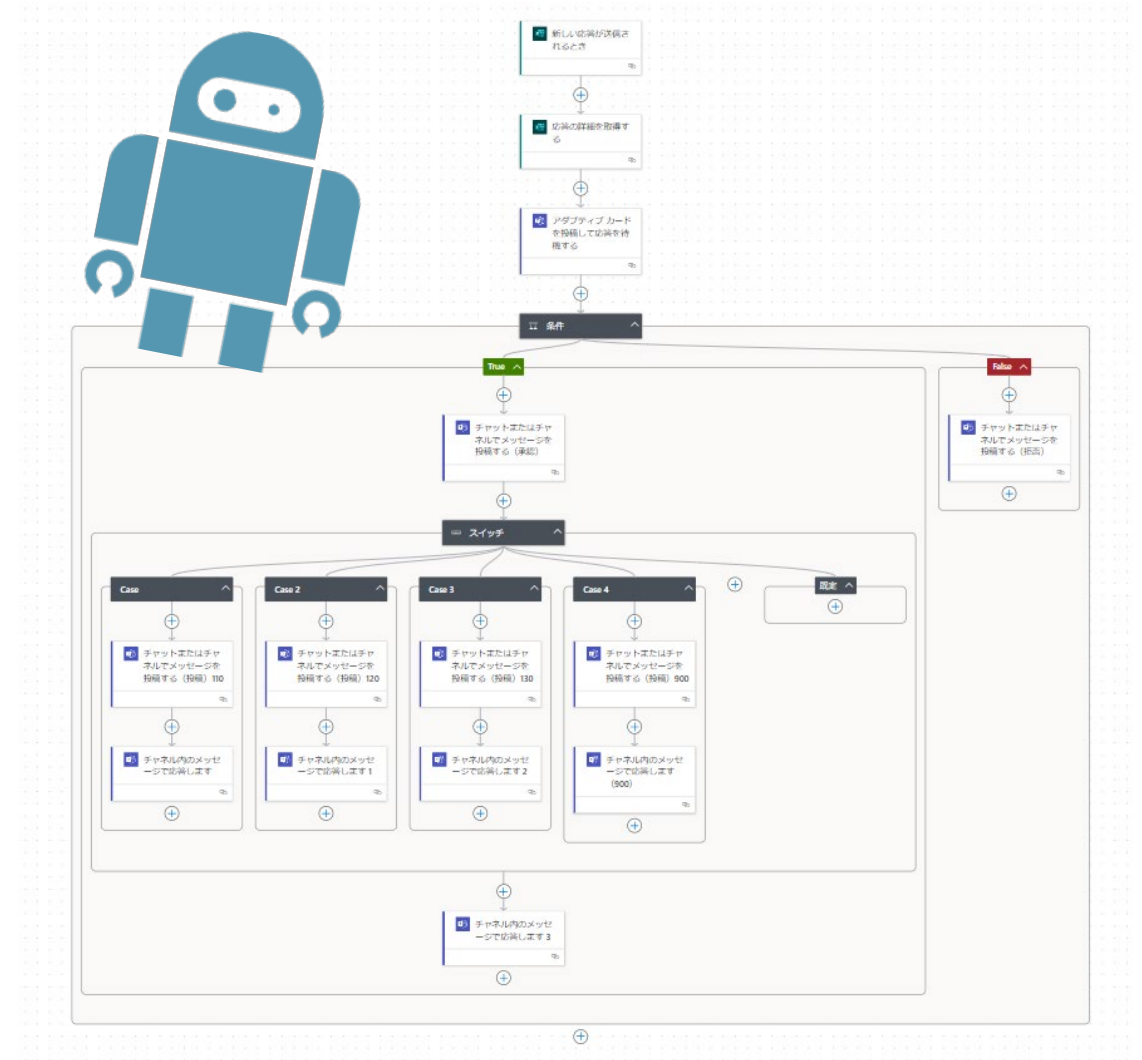 新しい応答が送信さ
れるとき
応答の詳細を取得す
る
アダプティブ カード
を投稿して応答を待
機する
条件
True
False
チャットまたはチャ
ネルでメッセージを
投稿する（承認）
チャットまたはチャ
ネルでメッセージを
投稿する（拒否）
スイッチ
Case
Case 2
Case 3
Case 4
既定
チャットまたはチャ
ネルでメッセージを
投稿する（投稿）110
チャットまたはチャ
ネルでメッセージを
投稿する（投稿）120
チャットまたはチャ
ネルでメッセージを
投稿する（投稿）130
チャットまたはチャ
ネルでメッセージを
投稿する（投稿）900
チャネル内のメッセ
ージで応答します
チャネル内のメッセ
ージで応答します 1
チャネル内のメッセ
ージで応答します 2
チャネル内のメッセ
ージで応答します
（900）
チャネル内のメッセ
ージで応答します 3